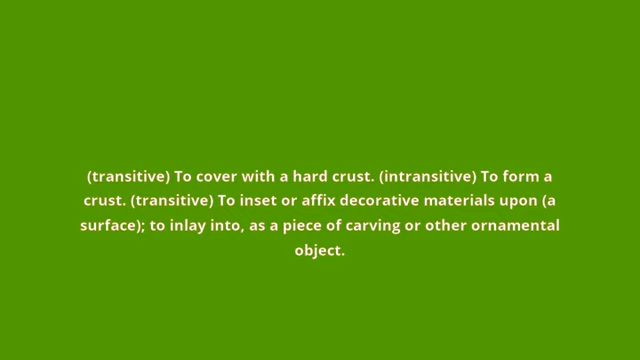 (transitive) To cover with a hard crust. (intransitive) To form a
crust. (transitive) To inset or affix decorative materials upon (a
surface); to inlay into, as a piece of carving or other ornamental
object.